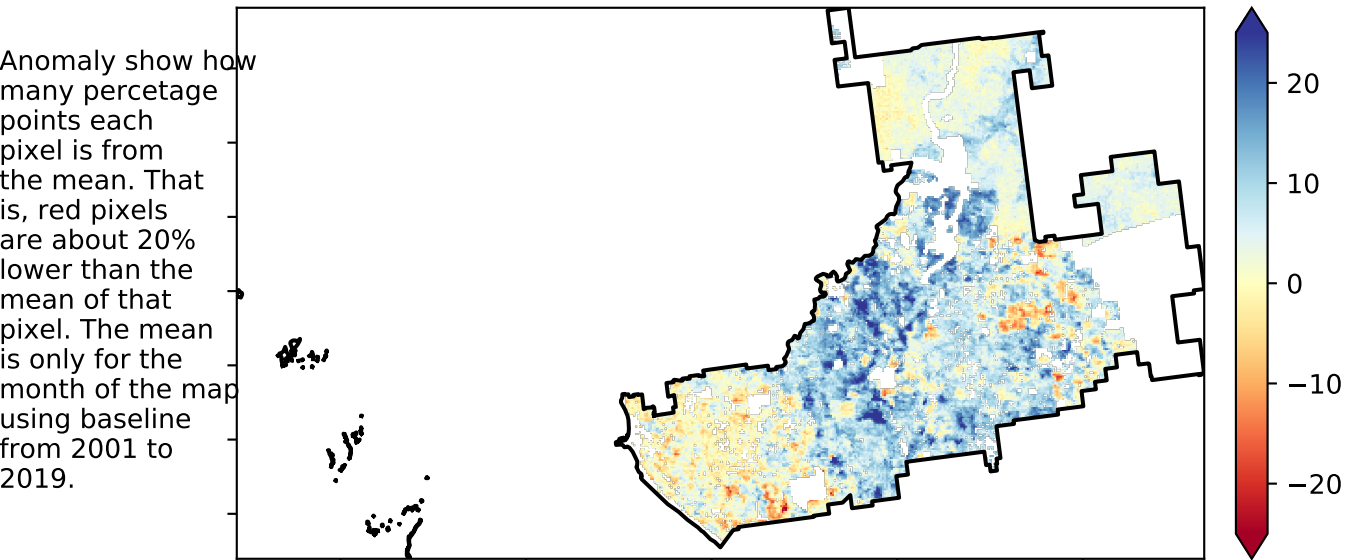 Anomaly show how
many percetage
points each
pixel is from
the mean. That
is, red pixels
are about 20%
lower than the
mean of that
pixel. The mean
is only for the
month of the map
using baseline
from 2001 to
2019.
20
10
0
−10
−20